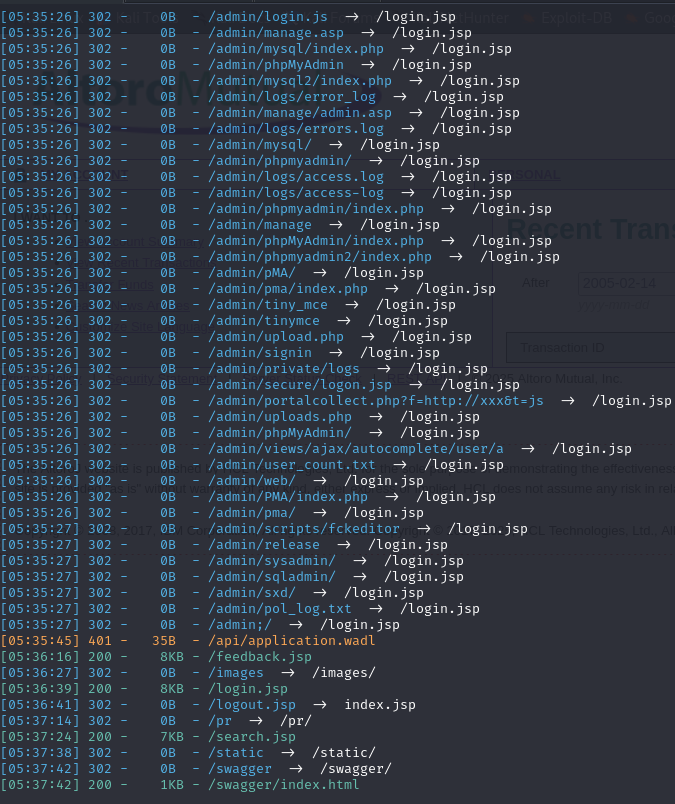 [05:35:26] 302 -    0B  - /admin/login.js  ->  /login.jsp
[05:35:26] 302 -    0B  - /admin/manage.asp  ->  /login.jsp
[05:35:26] 302 -    0B  - /admin/mysql/index.php  ->  /login.jsp
[05:35:26] 302 -    0B  - /admin/phpMyAdmin  ->  /login.jsp
[05:35:26] 302 -    0B  - /admin/mysql2/index.php  ->  /login.jsp
[05:35:26] 302 -    0B  - /admin/logs/error_log  ->  /login.jsp
[05:35:26] 302 -    0B  - /admin/manage/admin.asp  ->  /login.jsp
[05:35:26] 302 -    0B  - /admin/logs/errors.log  ->  /login.jsp
[05:35:26] 302 -    0B  - /admin/mysql/  ->  /login.jsp
[05:35:26] 302 -    0B  - /admin/phpmyadmin/  ->  /login.jsp
[05:35:26] 302 -    0B  - /admin/logs/access.log  ->  /login.jsp
[05:35:26] 302 -    0B  - /admin/logs/access-log  ->  /login.jsp
[05:35:26] 302 -    0B  - /admin/phpmyadmin/index.php  ->  /login.jsp
[05:35:26] 302 -    0B  - /admin/manage  ->  /login.jsp
[05:35:26] 302 -    0B  - /admin/phpMyAdmin/index.php  ->  /login.jsp
[05:35:26] 302 -    0B  - /admin/phpmyadmin2/index.php  ->  /login.jsp
[05:35:26] 302 -    0B  - /admin/pMA/  ->  /login.jsp
[05:35:26] 302 -    0B  - /admin/pma/index.php  ->  /login.jsp
[05:35:26] 302 -    0B  - /admin/tiny_mce  ->  /login.jsp
[05:35:26] 302 -    0B  - /admin/tinymce  ->  /login.jsp
[05:35:26] 302 -    0B  - /admin/upload.php  ->  /login.jsp
[05:35:26] 302 -    0B  - /admin/signin  ->  /login.jsp
[05:35:26] 302 -    0B  - /admin/private/logs  ->  /login.jsp
[05:35:26] 302 -    0B  - /admin/secure/logon.jsp  ->  /login.jsp
[05:35:26] 302 -    0B  - /admin/portalcollect.php?f=http://xxx&t=js  ->  /login.jsp
[05:35:26] 302 -    0B  - /admin/uploads.php  ->  /login.jsp
[05:35:26] 302 -    0B  - /admin/phpMyAdmin/  ->  /login.jsp
[05:35:26] 302 -    0B  - /admin/views/ajax/autocomplete/user/a  ->  /login.jsp
[05:35:26] 302 -    0B  - /admin/user_count.txt  ->  /login.jsp
[05:35:26] 302 -    0B  - /admin/web/  ->  /login.jsp
[05:35:26] 302 -    0B  - /admin/PMA/index.php  ->  /login.jsp
[05:35:26] 302 -    0B  - /admin/pma/  ->  /login.jsp
[05:35:27] 302 -    0B  - /admin/scripts/fckeditor  ->  /login.jsp
[05:35:27] 302 -    0B  - /admin/release  ->  /login.jsp
[05:35:27] 302 -    0B  - /admin/sysadmin/  ->  /login.jsp
[05:35:27] 302 -    0B  - /admin/sqladmin/  ->  /login.jsp
[05:35:27] 302 -    0B  - /admin/sxd/  ->  /login.jsp
[05:35:27] 302 -    0B  - /admin/pol_log.txt  ->  /login.jsp
[05:35:27] 302 -    0B  - /admin;/  ->  /login.jsp
[05:35:45] 401 -   35B  - /api/application.wadl
[05:36:16] 200 -    8KB - /feedback.jsp
[05:36:27] 302 -    0B  - /images  ->  /images/
[05:36:39] 200 -    8KB - /login.jsp
[05:36:41] 302 -    0B  - /logout.jsp  ->  index.jsp
[05:37:14] 302 -    0B  - /pr  ->  /pr/
[05:37:24] 200 -    7KB - /search.jsp
[05:37:38] 302 -    0B  - /static  ->  /static/
[05:37:42] 302 -    0B  - /swagger  ->  /swagger/
[05:37:42] 200 -    1KB - /swagger/index.html